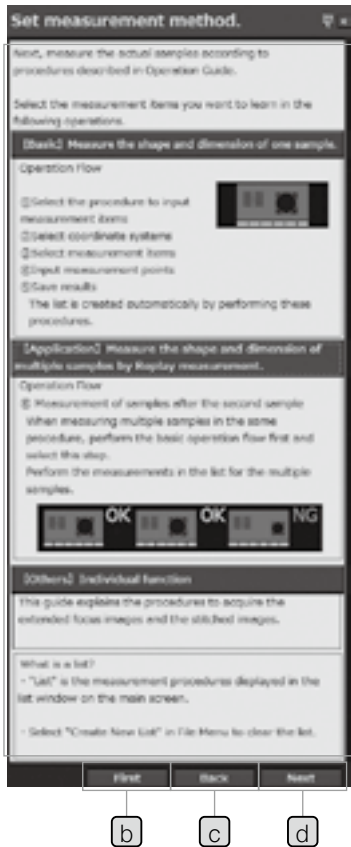 Set measurement method.
Next, measure the actual samples according to
procedures described in Operation Guide.
Select the measurement items you want to learn in the
following operations.
[Basic] Measure the shape and dimension of one sample.
Operation Flow
①Select the procedure to input
measurement items
②Select coordinate systems
③Select measurement items
④Input measurement points
⑤Save results
The list is created automatically by performing these
procedures.
[Application] Measure the shape and dimension of
multiple samples by Replay measurement.
Operation Flow
⑥ Measurement of samples after the second sample
When measuring multiple samples in the same
procedure, perform the basic operation flow first and
select this step.
Perform the measurements in the list for the multiple
samples.
OK OK NG
[Others] Individual function
This guide explains the procedures to acquire the
extended focus images and the stitched images.
What is a list?
- "List" is the measurement procedures displayed in the
list window on the main screen.
- Select "Create New List" in File Menu to clear the list.
First Back Next
b c d